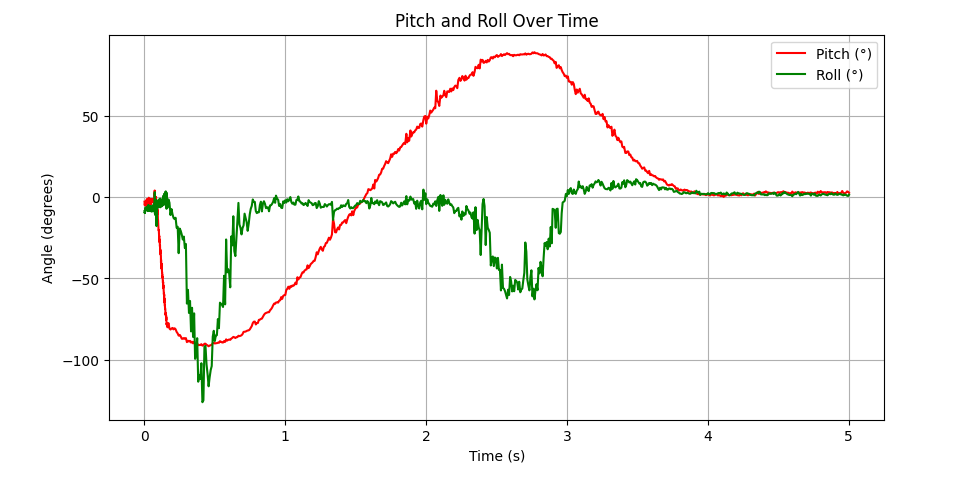 Pitch and Roll Over Time
Pitch (°)
Roll (°)
Angle (degrees)
50
0
−50
−100
0 1 2 3 4 5
Time (s)